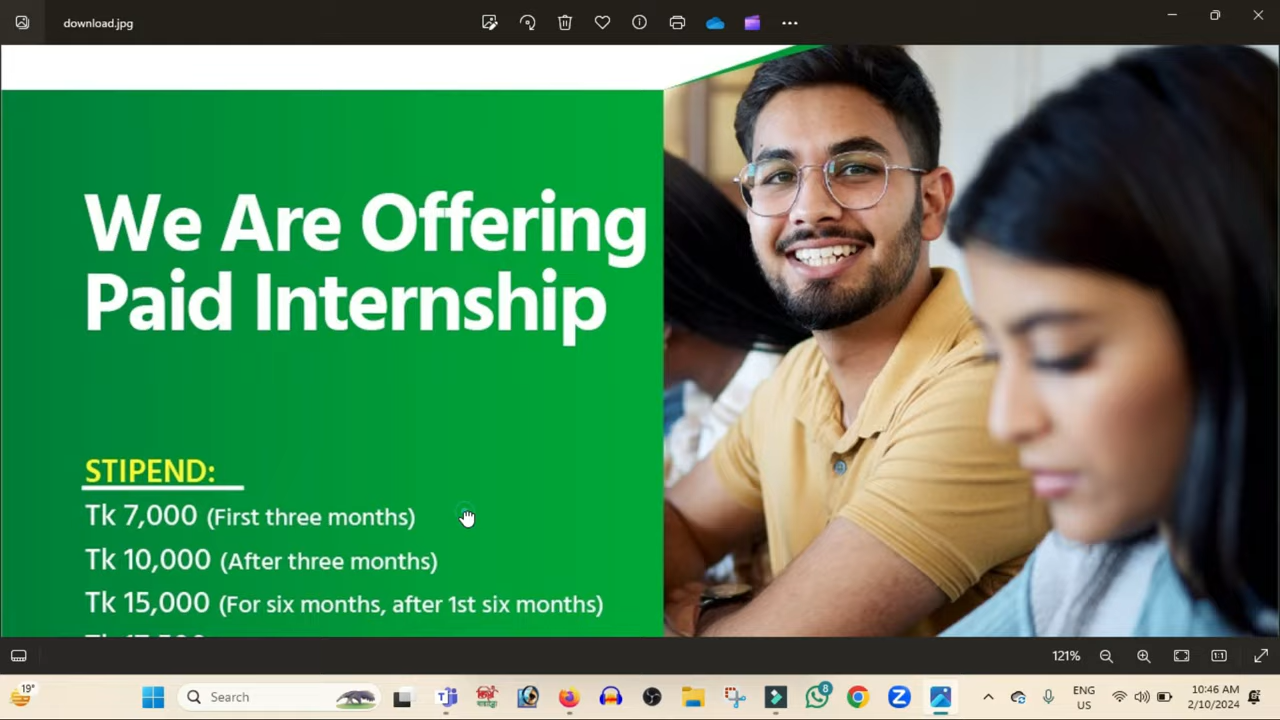 download.jpg
We Are Offering
Paid Internship
STIPEND:
Tk 7,000 (First three months)
Tk 10,000 (After three months)
Tk 15,000 (For six months, after 1st six months)
121%
19°
Search
8
ENG
US
10:46 AM
2/10/2024